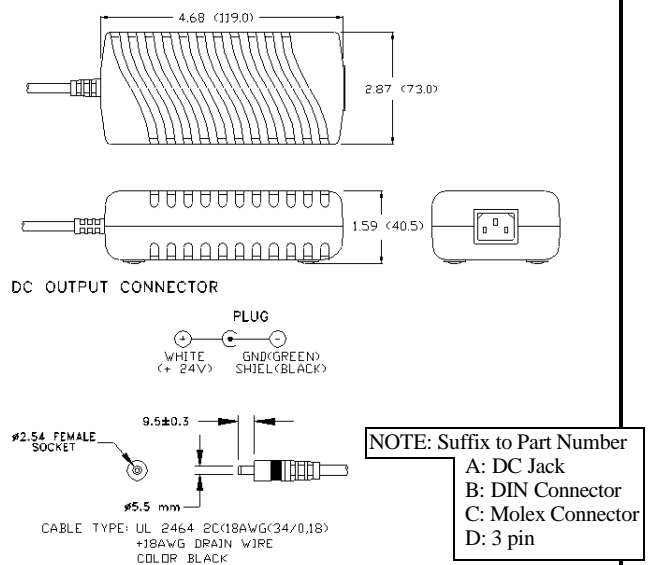 4.68 (119.0)
2.87 (73.0)
1.59 (40.5)
DC OUTPUT CONNECTOR
PLUG
+ -
WHITE GND(GREEN)
(+ 24V) SHIEL(BLACK)
9.5±0.3
ø2.54 FEMALE
SOCKET
ø5.5 mm
CABLE TYPE: UL 2464 2C(18AWG(34/0,18)
+18AWG DRAIN WIRE
COLOR BLACK
NOTE: Suffix to Part Number
A: DC Jack
B: DIN Connector
C: Molex Connector
D: 3 pin